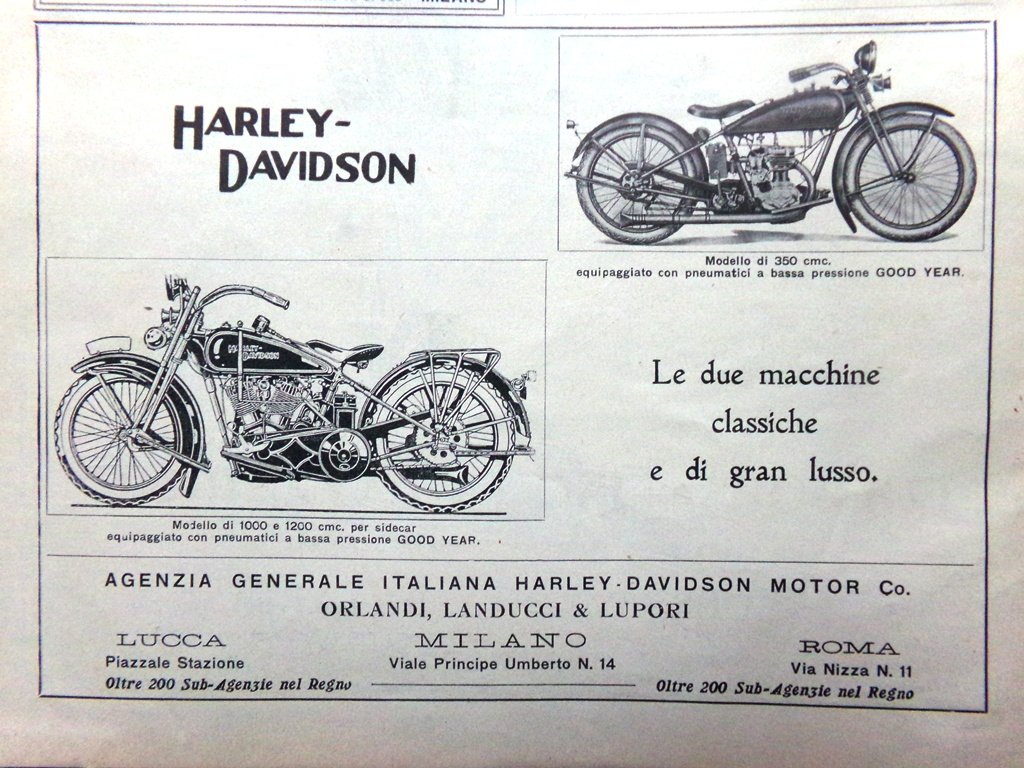 MILANO
HARLEY-
DAVIDSON
Modello di 350 cmc.
equipaggiato con pneumatici a bassa pressione GOOD YEAR.
HARLEY-
DAVIDSON
Modello di 1000 e 1200 cmc. per sidecar
equipaggiato con pneumatici a bassa pressione GOOD YEAR.
Le due macchine
classiche
e di gran lusso.
AGENZIA GENERALE ITALIANA HARLEY-DAVIDSON MOTOR Co.
ORLANDI, LANDUCCI & LUPORI
LUCCA
Piazzale Stazione
Oltre 200 Sub-Agenzie nel Regno
MILANO
Viale Principe Umberto N. 14
ROMA
Via Nizza N. 11
Oltre 200 Sub-Agenzie nel Regno